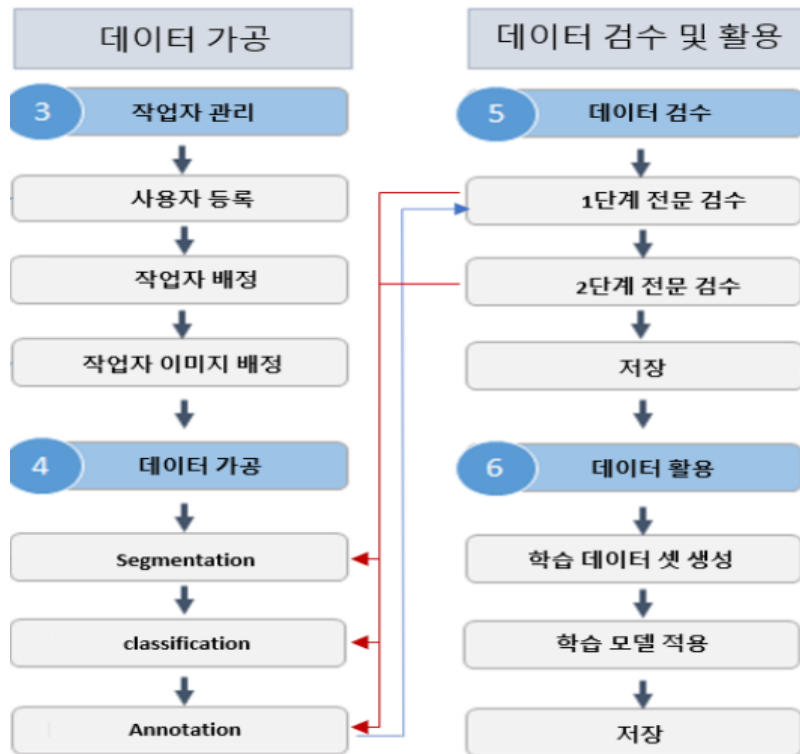 데이터 가공
3
작업자 관리
사용자 등록
작업자 배정
작업자 이미지 배정
4
데이터 가공
Segmentation
classification
Annotation
데이터 검수 및 활용
5
데이터 검수
1단계 전문 검수
2단계 전문 검수
저장
6
데이터 활용
학습 데이터 셋 생성
학습 모델 적용
저장